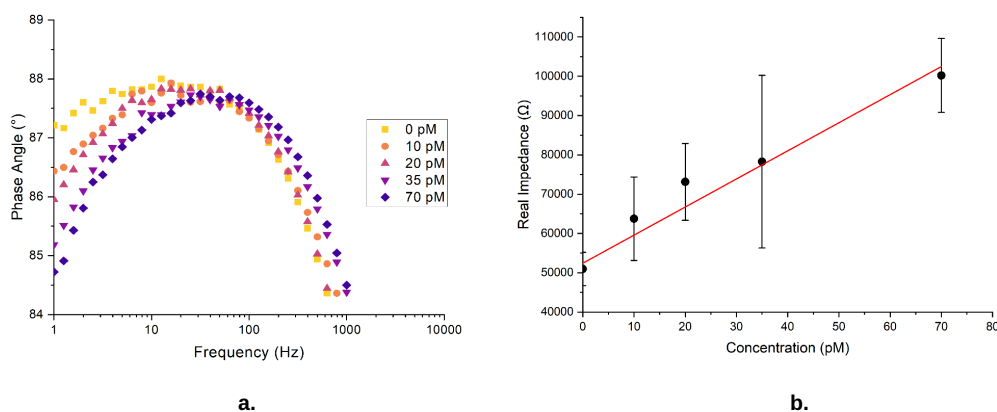 89
88
87
86
85
84
Phase Angle (°)
1
10
100
1000
10000
Frequency (Hz)
0 pM
10 pM
20 pM
35 pM
70 pM
a.
110000
100000
90000
80000
70000
60000
50000
40000
Real Impedance (Ω)
0
10
20
30
40
50
60
70
80
Concentration (pM)
b.